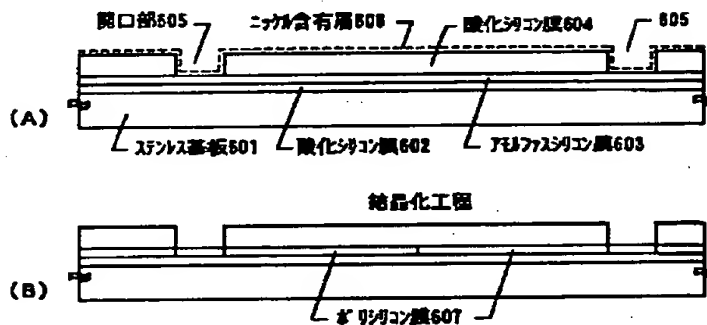 開口部605
ニッケル含有層606
酸化シリコン膜604
605
(A)
ステンレス基板601
酸化シリコン膜602
アモルファスシリコン膜603
結晶化工程
(B)
ポリシリコン膜607